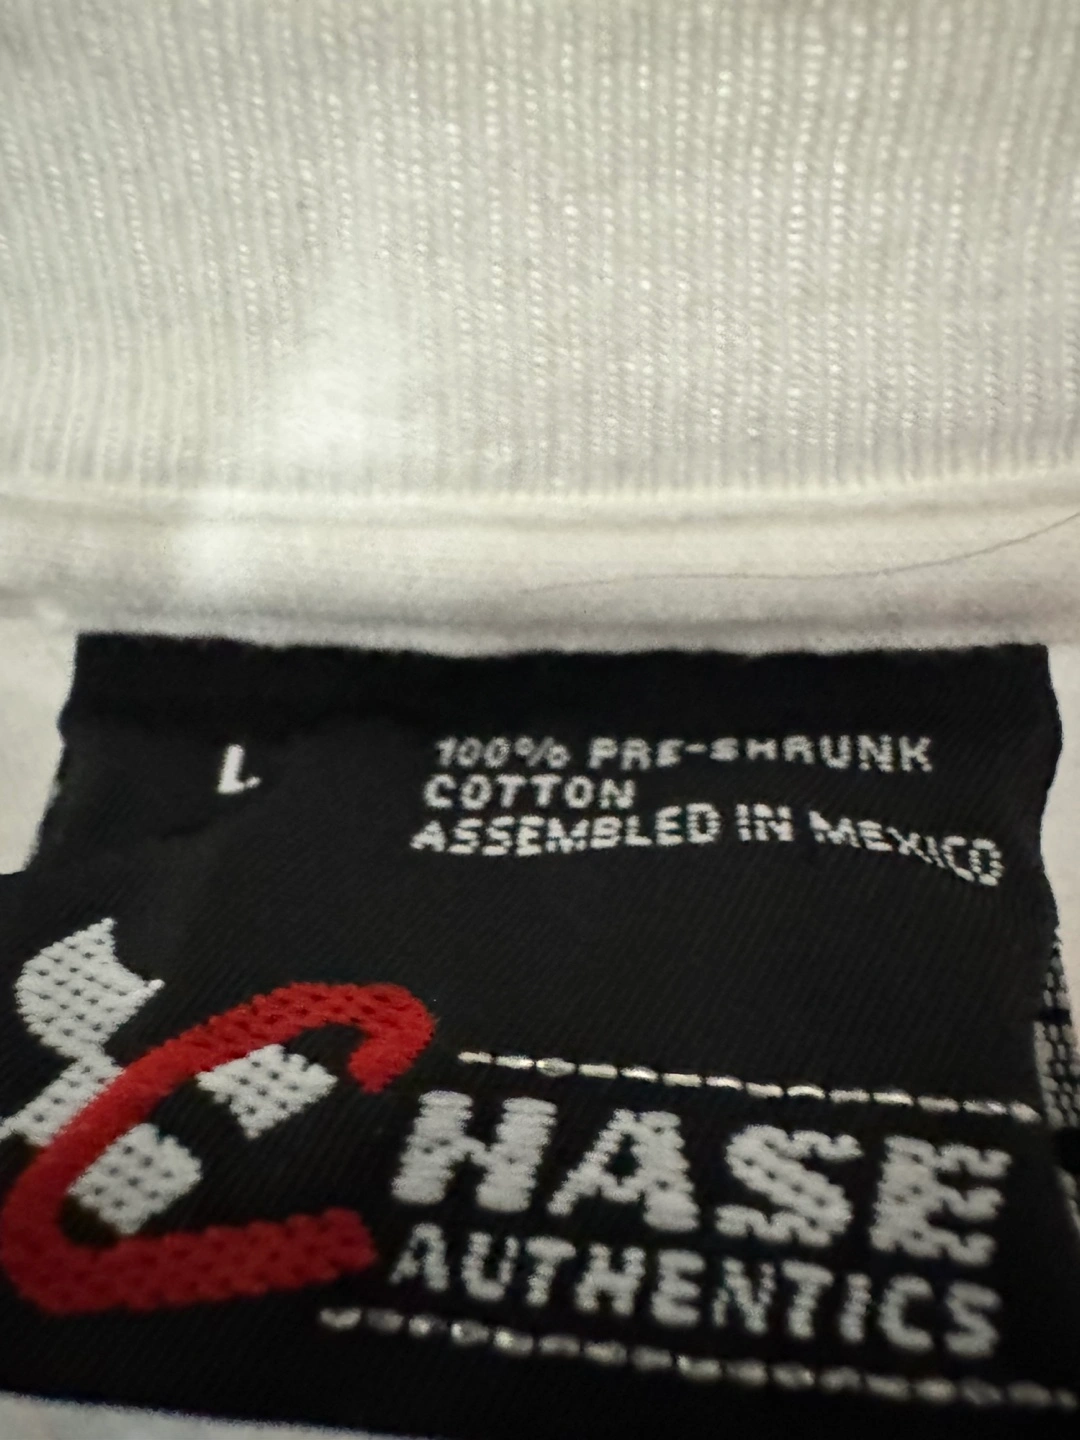 L
100% PRE-SHRUNK
COTTON
ASSEMBLED IN MEXICO
CHASE
AUTHENTICS